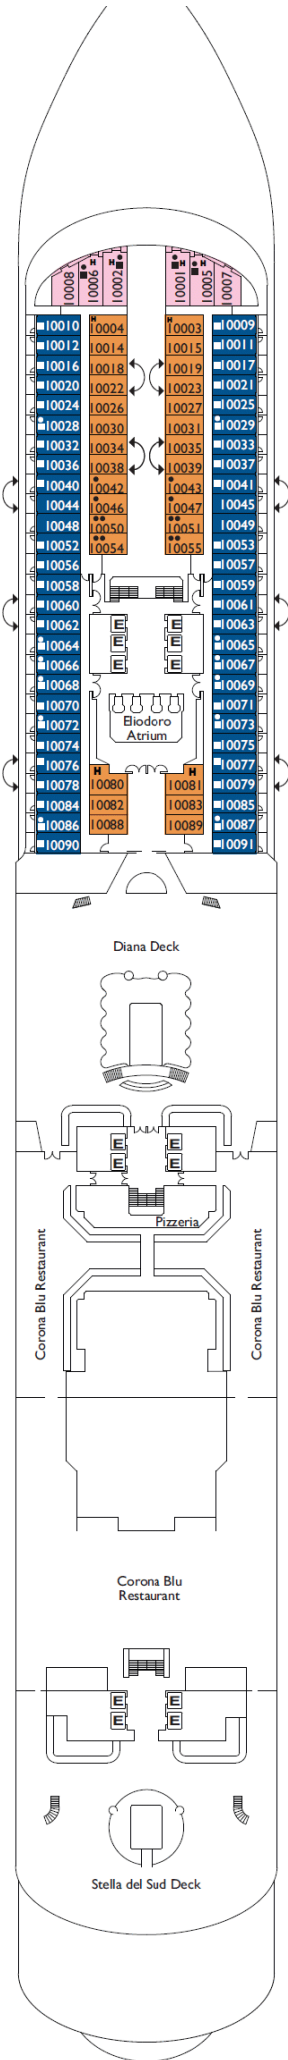 10008
H 10006
H 10002
H 10001
H 10005
10007
10010 H 10004 H 10003 10009
10012 10014 10015 10011
10016 10018 10019 10017
10020 10022 10023 10021
10024 10026 10027 10025
10028 10030 10031 10029
10032 10034 10035 10033
10036 10038 10039 10037
10040 10042 10043 10041
10044 10046 10047 10045
10048 10050 10051 10049
10052 10054 10055 10053
10056 10057
10058 10059
10060 E E 10061
10062 10063
10064 E E 10065
10066 E E 10067
10068 10069
10070 10071
10072 Eliodoro 10073
10074 Atrium 10075
10076 H 10080 H 10081 10077
10078 10079
10084 10082 10083 10085
10086 10088 10089 10087
10090 10091
Diana Deck
E E
E E
Pizzeria
Corona Blu Restaurant
Corona Blu Restaurant
Corona Blu
Restaurant
E E
E E
Stella del Sud Deck